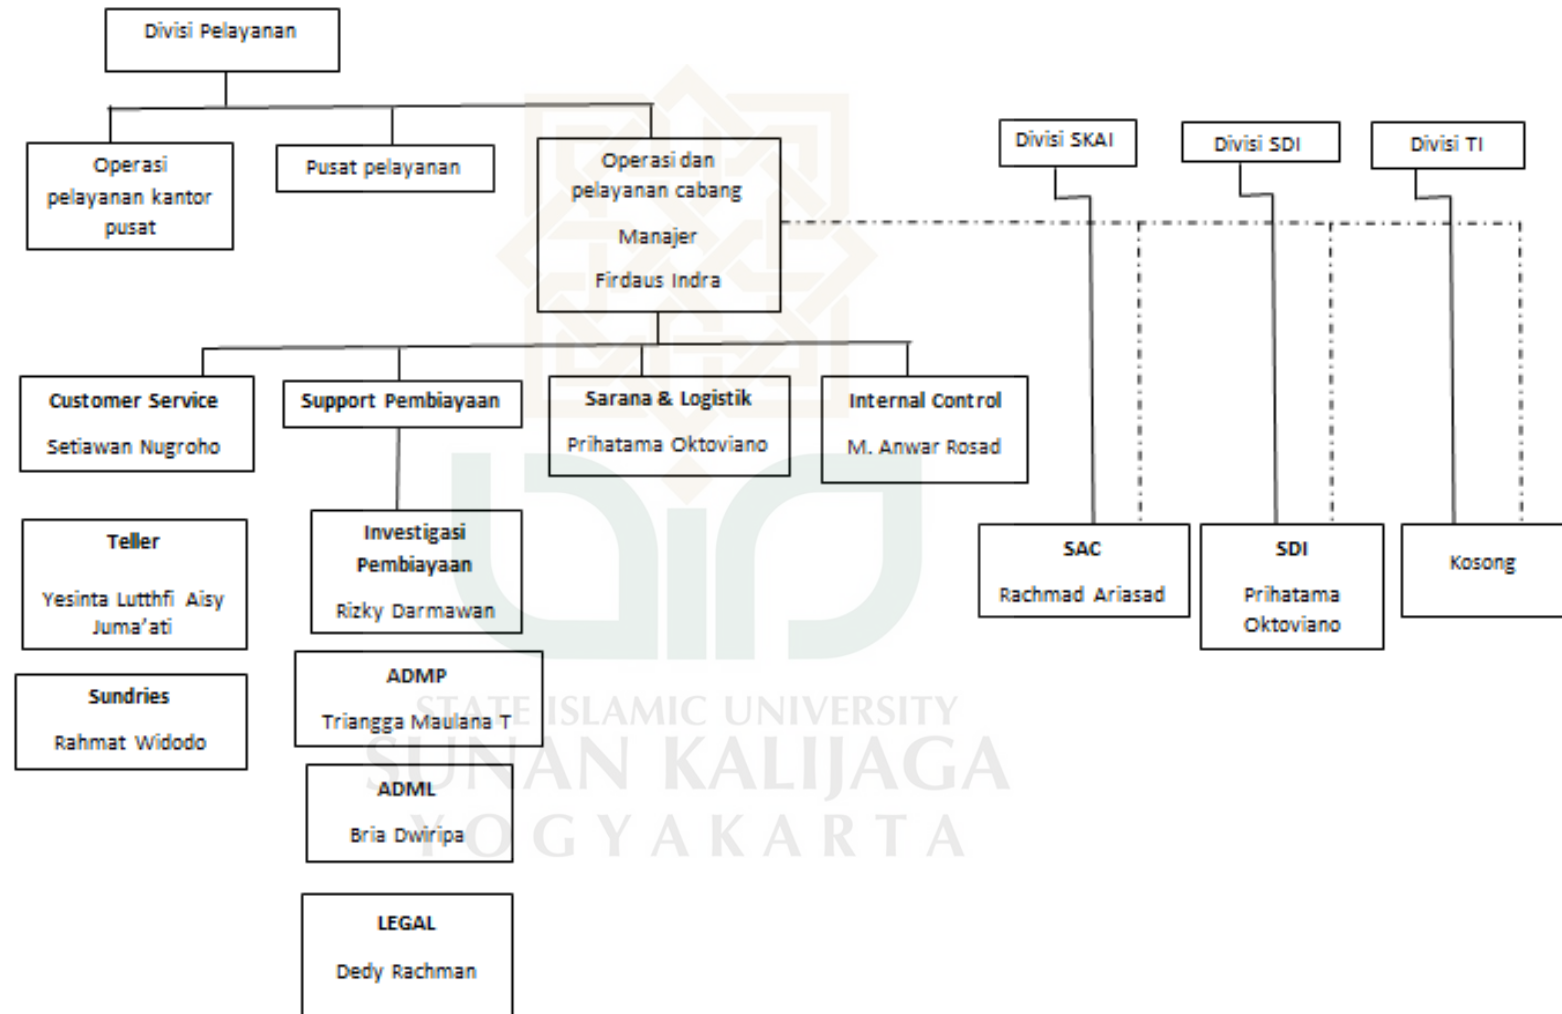 Divisi Pelayanan
Operasi
pelayanan kantor
pusat
Pusat pelayanan
Operasi dan
pelayanan cabang
Manajer
Firdaus Indra
Divisi SKAI
Divisi SDI
Divisi TI
Customer Service
Setiawan Nugroho
Support Pembiayaan
Sarana & Logistik
Prihatama Oktoviano
Internal Control
M. Anwar Rosad
Teller
Yesinta Lutthfi Aisy
Juma'ati
Investigasi
Pembiayaan
Rizky Darmawan
SAC
Rachmad Ariasad
SDI
Prihatama
Oktoviano
Kosong
Sundries
Rahmat Widodo
ADMP
Triangga Maulana T
ADML
Bria Dwiripa
LEGAL
Dedy Rachman
STATE ISLAMIC UNIVERSITY
SUNAN KALIJAGA
YOGYAKARTA